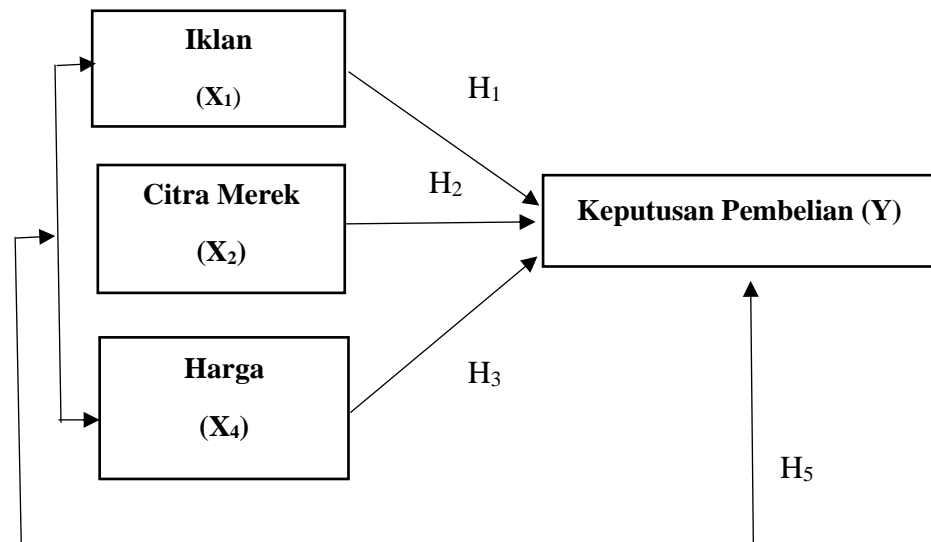 Iklan
(X₁)
H₁
Citra Merek
(X₂)
H₂
Keputusan Pembelian (Y)
Harga
(X₄)
H₃
H₅